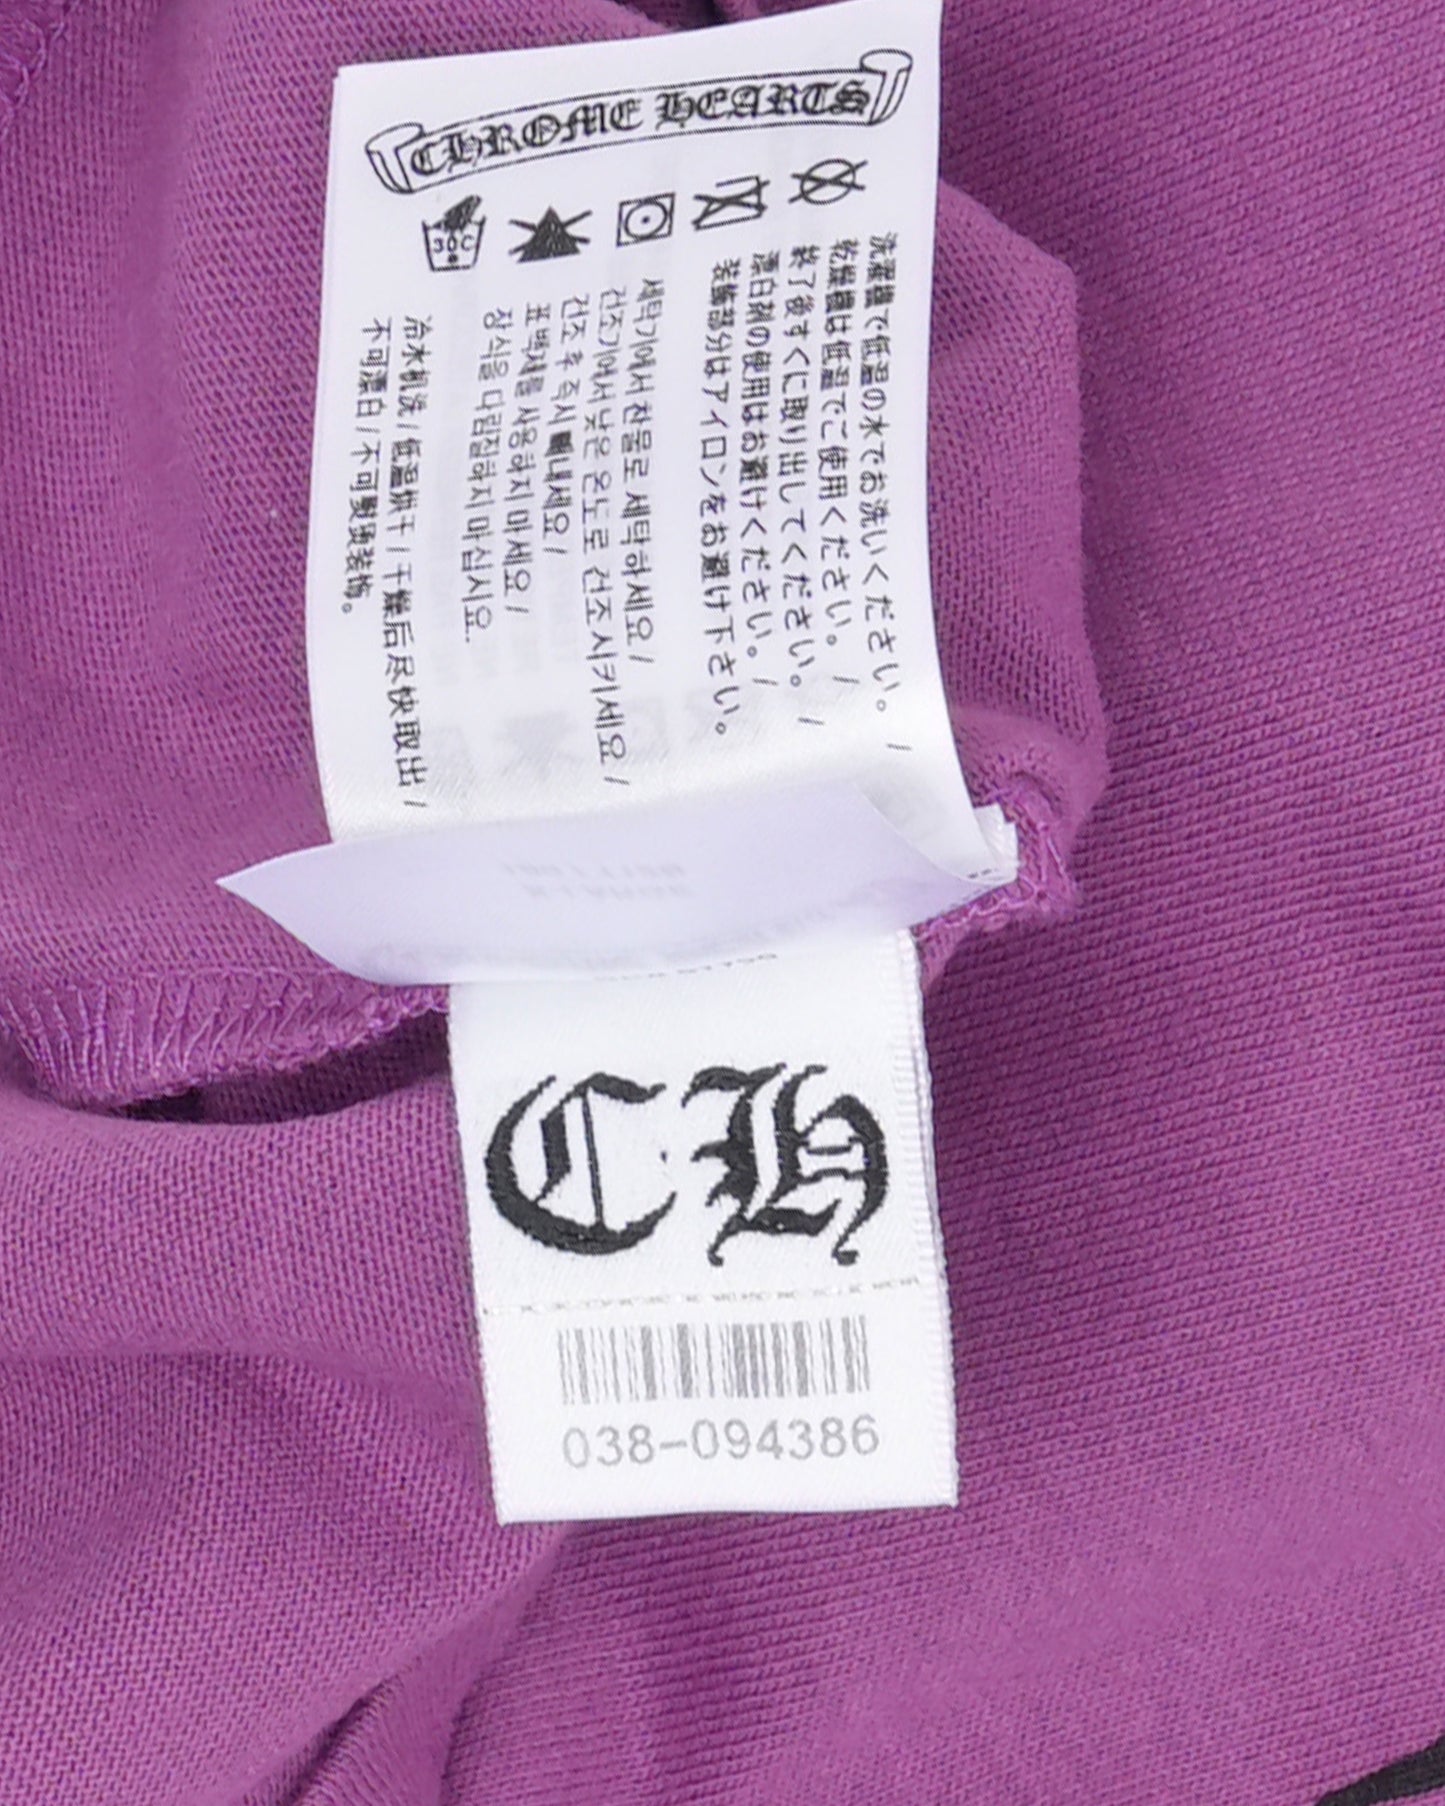 CHROME HEARTS
30C
洗濯機で低温の水でお洗いください。/
乾燥機は低温でご使用ください。/
終了後すぐに取り出してください。/
漂白剤の使用はお避けください。/
装飾部分はアイロンをお避け下さい。
세탁기에서 찬물로 세탁하세요/
건조기에서 낮은 온도로 건조시키세요/
건조 후 즉시 빼내세요/
표백제를 사용하지 마세요/
장식을 다림질하지 마십시요.
冷水机洗/低温烘干/干燥后尽快取出/
不可漂白/不可熨烫装饰。
CH
038-094386